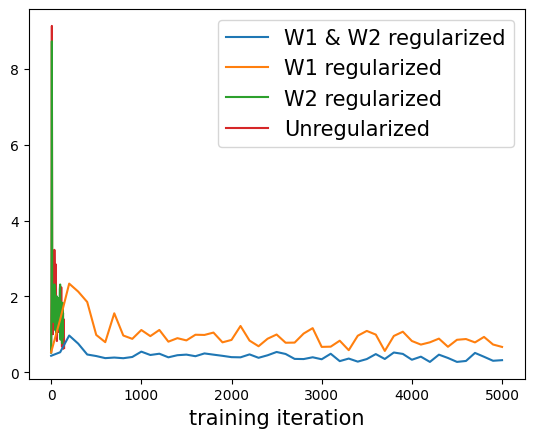 W1 & W2 regularized
W1 regularized
W2 regularized
Unregularized
8
6
4
2
0
0 1000 2000 3000 4000 5000
training iteration